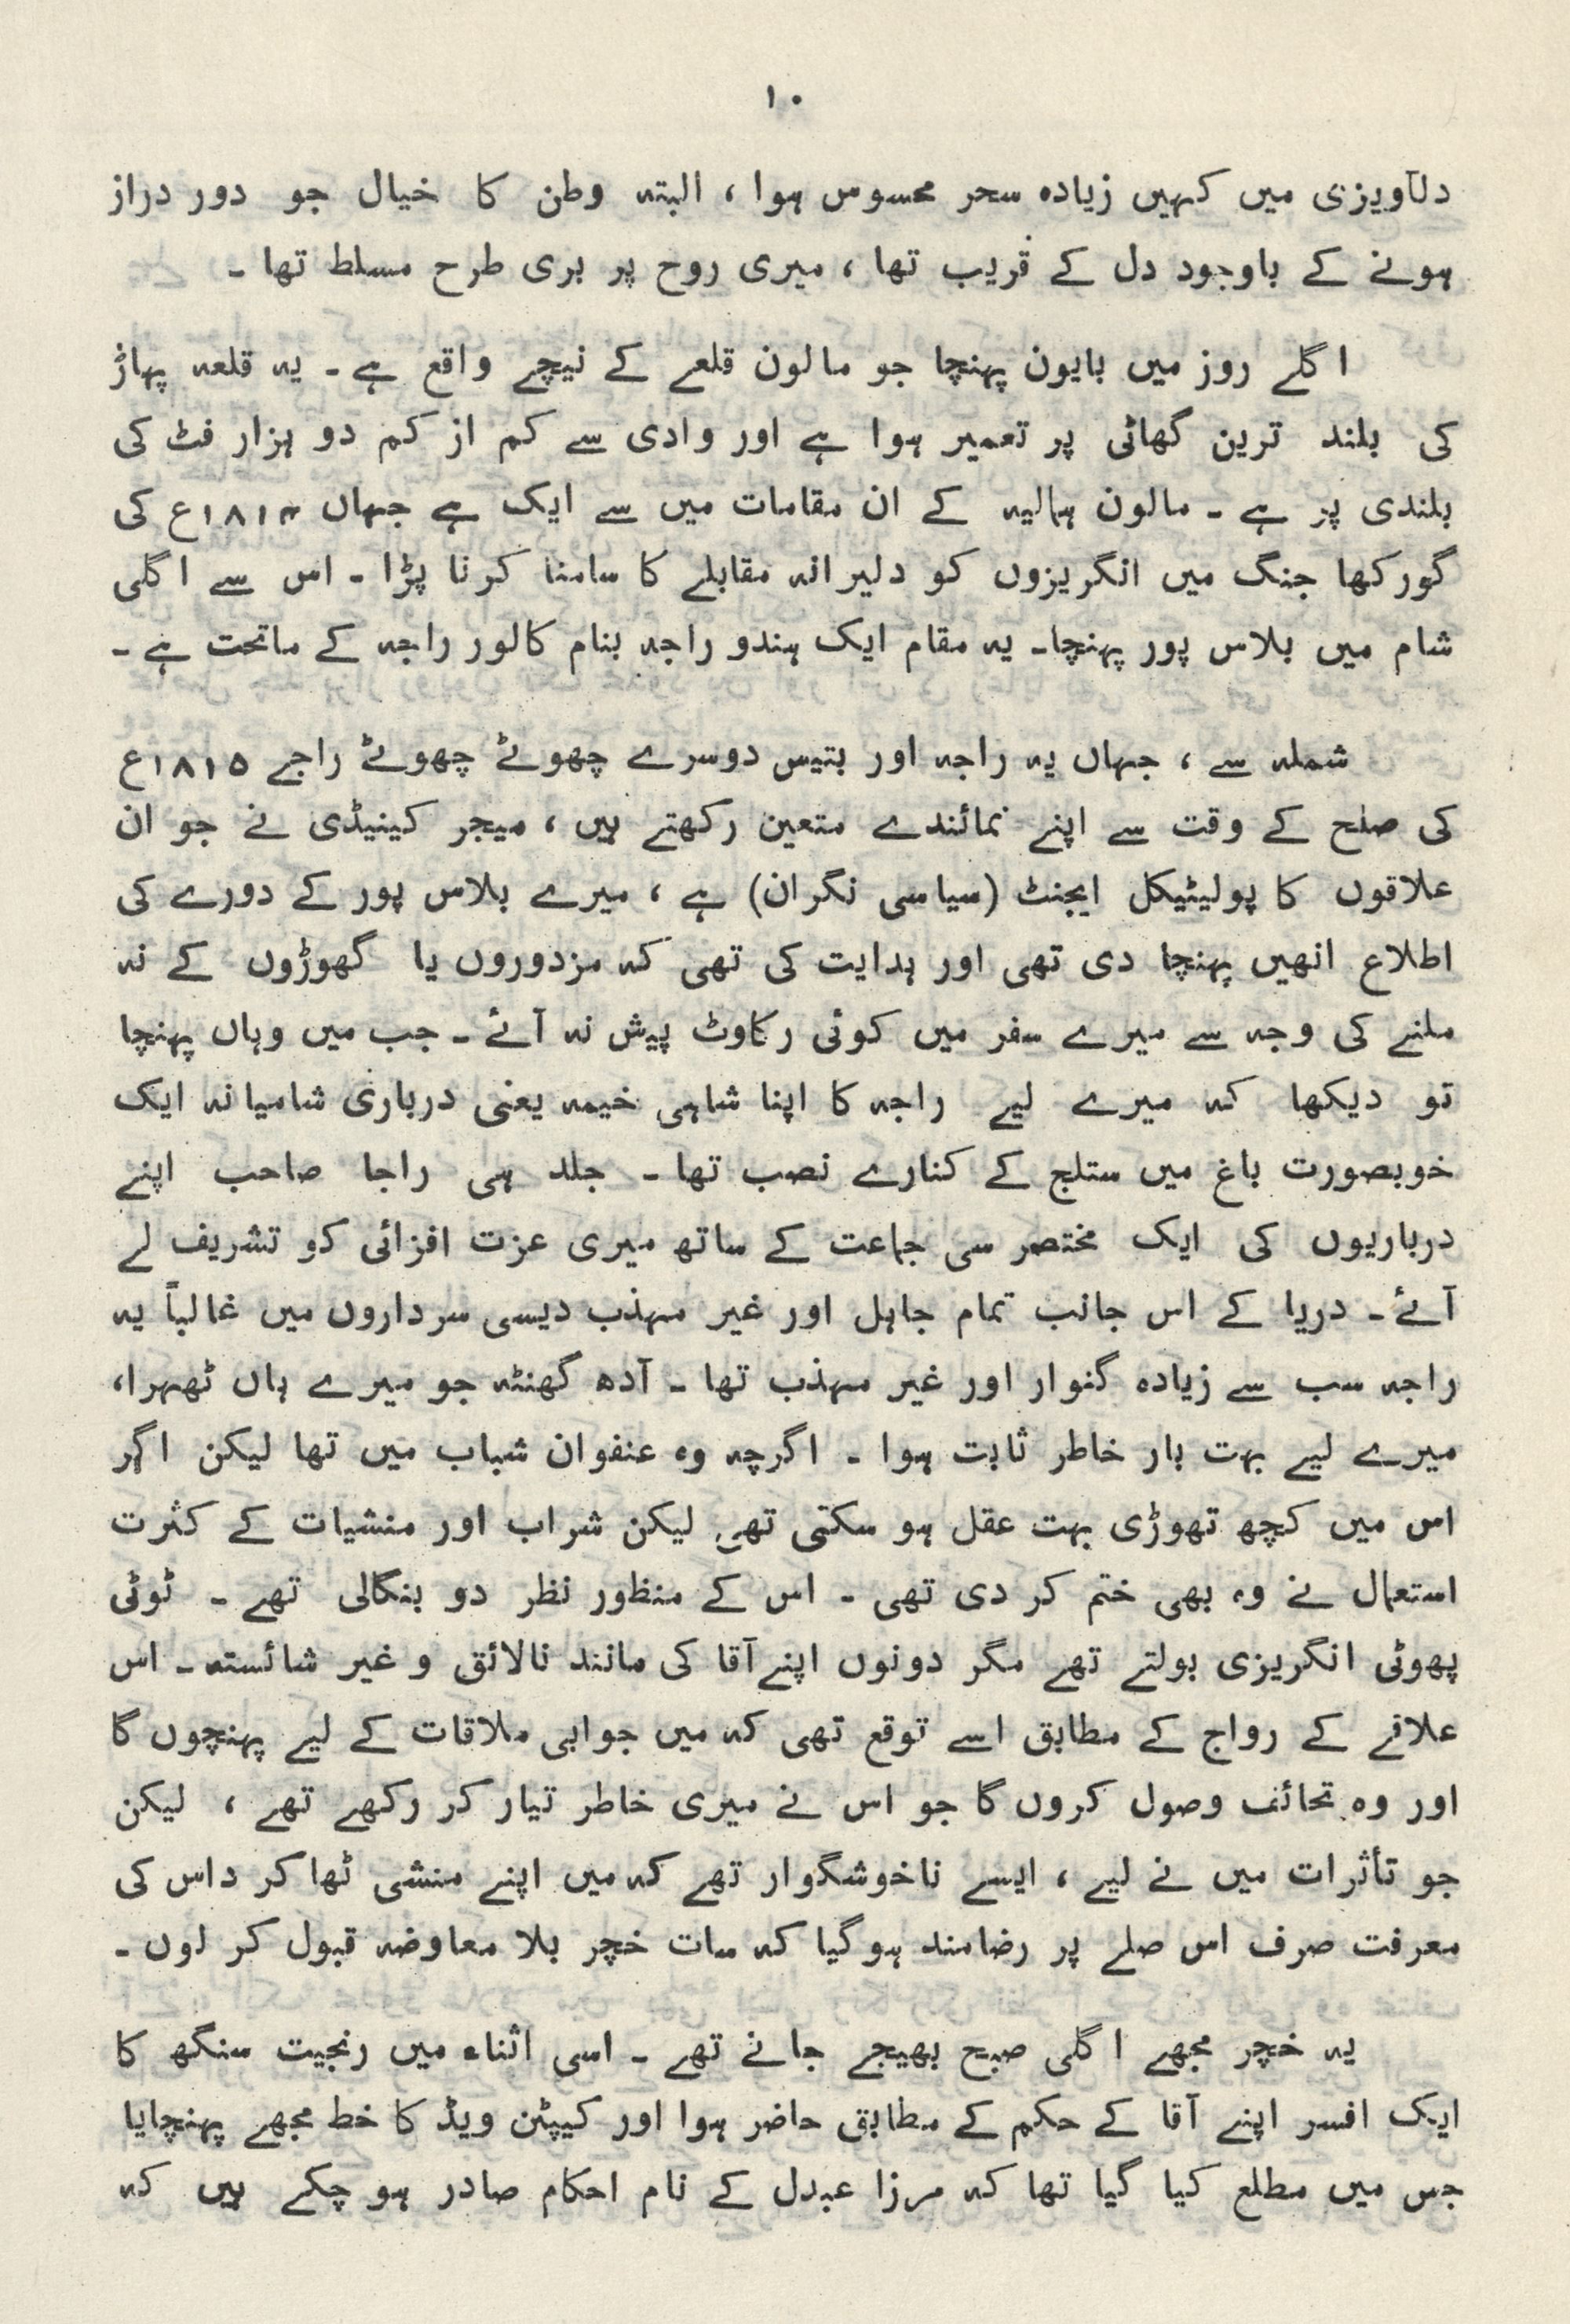 ۱۰
دلآویزی میں کہیں زیادہ سحر محسوس ہوا ، البتہ وطن کا خیال جو دور دراز
ہونے کے باوجود دل کے قریب تھا ، میری روح پر بری طرح مسلط تھا ۔
اگلے روز میں بایون پہنچا جو مالون قلعے کے نیچے واقع ہے ۔ یہ قلعہ پہاڑ
کی بلند ترین گھاٹی پر تعمیر ہوا ہے اور وادی سے کم از کم دو ہزار فٹ کی
بلندی پر ہے ۔ مالون ہمالیہ کے ان مقامات میں سے ایک ہے جہاں ۱۸۱۴ع کی
گورکھا جنگ میں انگریزوں کو دلیرانہ مقابلے کا سامنا کرنا پڑا ۔ اس سے اگلی
شام میں بلاس پور پہنچا۔ یہ مقام ایک ہندو راجہ بنام کالور راجہ کے ماتحت ہے ۔
شملہ سے ، جہاں یہ راجہ اور بتیس دوسرے چھوٹے چھوٹے راجے ۱۸۱۵ع
کی صلح کے وقت سے اپنے نمائندے متعین رکھتے ہیں ، میجر کینیڈی نے جو ان
علاقوں کا پولیٹیکل ایجنٹ (سیاسی نگران) ہے ، میرے بلاس پور کے دورے کی
اطلاع انھیں پہنچا دی تھی اور ہدایت کی تھی کہ مزدوروں یا گھوڑوں کے نہ
ملنے کی وجہ سے میرے سفر میں کوئی رکاوٹ پیش نہ آئے ۔ جب میں وہاں پہنچا
تو دیکھا کہ میرے لیے راجہ کا اپنا شاہی خیمہ یعنی درباری شامیانہ ایک
خوبصورت باغ میں ستلج کے کنارے نصب تھا ۔ جلد ہی راجا صاحب اپنے
درباریوں کی ایک مختصر سی جماعت کے ساتھ میری عزت افزائی کو تشریف لے
آئے ۔ دریا کے اس جانب تمام جاہل اور غیر مہذب دیسی سرداروں میں غالباً یہ
راجہ سب سے زیادہ گنوار اور غیر مہذب تھا ۔ آدھ گھنٹہ جو میرے ہاں ٹھہرا،
میرے لیے بہت بار خاطر ثابت ہوا ۔ اگرچہ وہ عنفوان شباب میں تھا لیکن اگر
اس میں کچھ تھوڑی بہت عقل ہو سکتی تھی لیکن شراب اور منشیات کے کثرت
استعمال نے وہ بھی ختم کر دی تھی ۔ اس کے منظور نظر دو بنگالی تھے ۔ ٹوٹی
پھوٹی انگریزی بولتے تھے مگر دونوں اپنے آقا کی مانند نالائق و غیر شائستہ ۔ اس
علاقے کے رواج کے مطابق اسے توقع تھی کہ میں جوابی ملاقات کے لیے پہنچوں گا
اور وہ تحائف وصول کروں گا جو اس نے میری خاطر تیار کر رکھے تھے ، لیکن
جو تأثرات میں نے لیے ، ایسے ناخوشگوار تھے کہ میں اپنے منشی ٹھاکر داس کی
معرفت صرف اس صلے پر رضامند ہوگیا کہ سات خچر بلا معاوضہ قبول کر لوں ۔
یہ خچر مجھے اگلی صبح بھیجے جانے تھے ۔ اسی اثناء میں رنجیت سنگھ کا
ایک افسر اپنے آقا کے حکم کے مطابق حاضر ہوا اور کیپٹن ویڈ کا خط مجھے پہنچایا
جس میں مطلع کیا گیا تھا کہ مرزا عبدل کے نام احکام صادر ہو چکے ہیں کہ